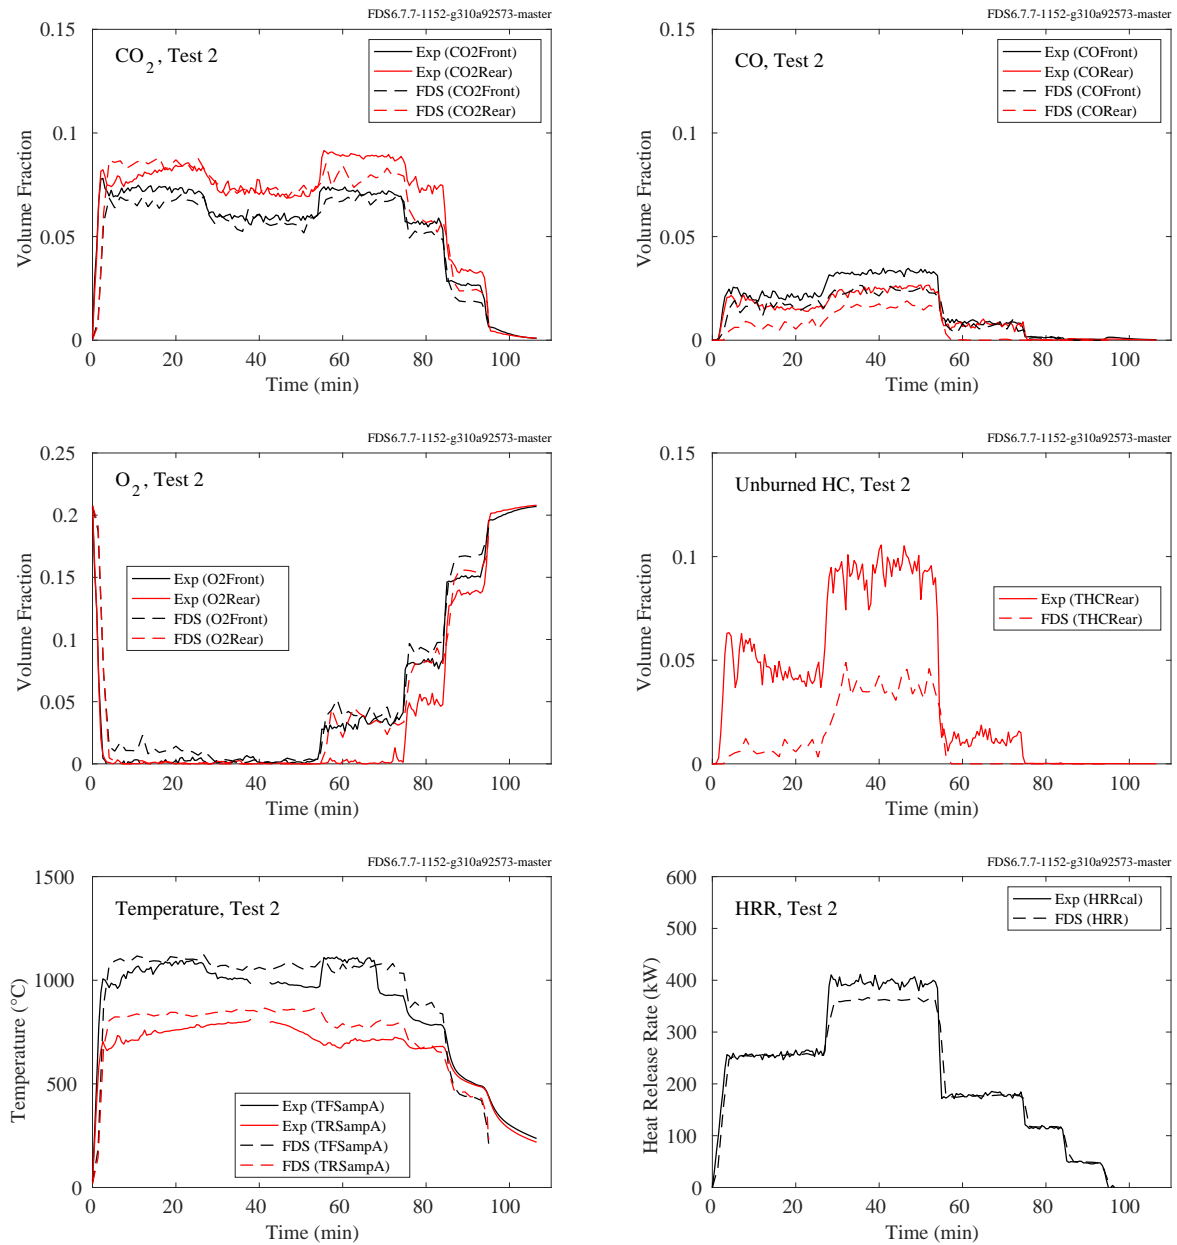 FDS6.7.7-1152-g310a92573-master
CO2, Test 2
Exp (CO2Front)
Exp (CO2Rear)
FDS (CO2Front)
FDS (CO2Rear)
0.15
0.1
0.05
0
Volume Fraction
0 20 40 60 80 100
Time (min)
FDS6.7.7-1152-g310a92573-master
CO, Test 2
Exp (COFront)
Exp (CORear)
FDS (COFront)
FDS (CORear)
0.15
0.1
0.05
0
Volume Fraction
0 20 40 60 80 100
Time (min)
FDS6.7.7-1152-g310a92573-master
O2, Test 2
Exp (O2Front)
Exp (O2Rear)
FDS (O2Front)
FDS (O2Rear)
0.25
0.2
0.15
0.1
0.05
0
Volume Fraction
0 20 40 60 80 100
Time (min)
FDS6.7.7-1152-g310a92573-master
Unburned HC, Test 2
Exp (THCRear)
FDS (THCRear)
0.15
0.1
0.05
0
Volume Fraction
0 20 40 60 80 100
Time (min)
FDS6.7.7-1152-g310a92573-master
Temperature, Test 2
Exp (TFSampA)
Exp (TRSampA)
FDS (TFSampA)
FDS (TRSampA)
1500
1000
500
0
Temperature (°C)
0 20 40 60 80 100
Time (min)
FDS6.7.7-1152-g310a92573-master
HRR, Test 2
Exp (HRRcal)
FDS (HRR)
600
500
400
300
200
100
0
Heat Release Rate (kW)
0 20 40 60 80 100
Time (min)